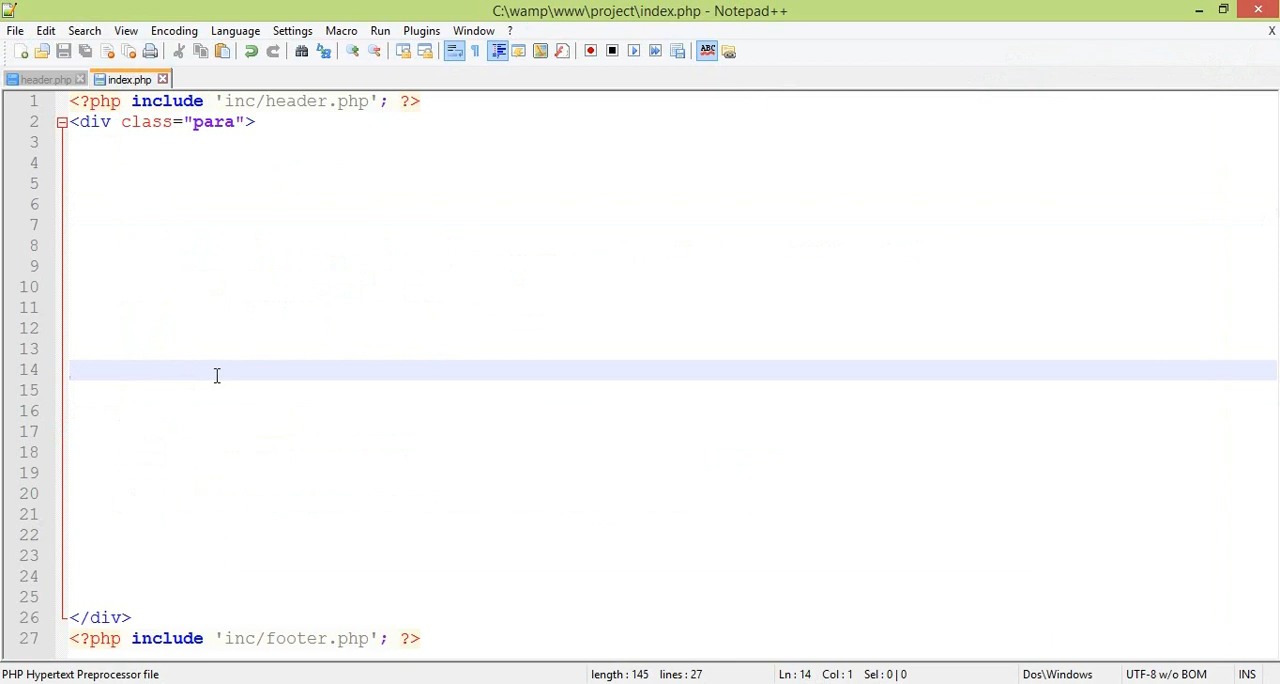 C:\wamp\www\project\index.php - Notepad++
File Edit Search View Encoding Language Settings Macro Run Plugins Window ? X
ABC
header.php index.php
1 <?php include 'inc/header.php'; ?>
2 <div class="para">
3
4
5
6
7
8
9
10
11
12
13
14
15
16
17
18
19
20
21
22
23
24
25
26 </div>
27 <?php include 'inc/footer.php'; ?>
PHP Hypertext Preprocessor file length : 145 lines : 27 Ln : 14 Col : 1 Sel : 0 | 0 Dos\Windows UTF-8 w/o BOM INS